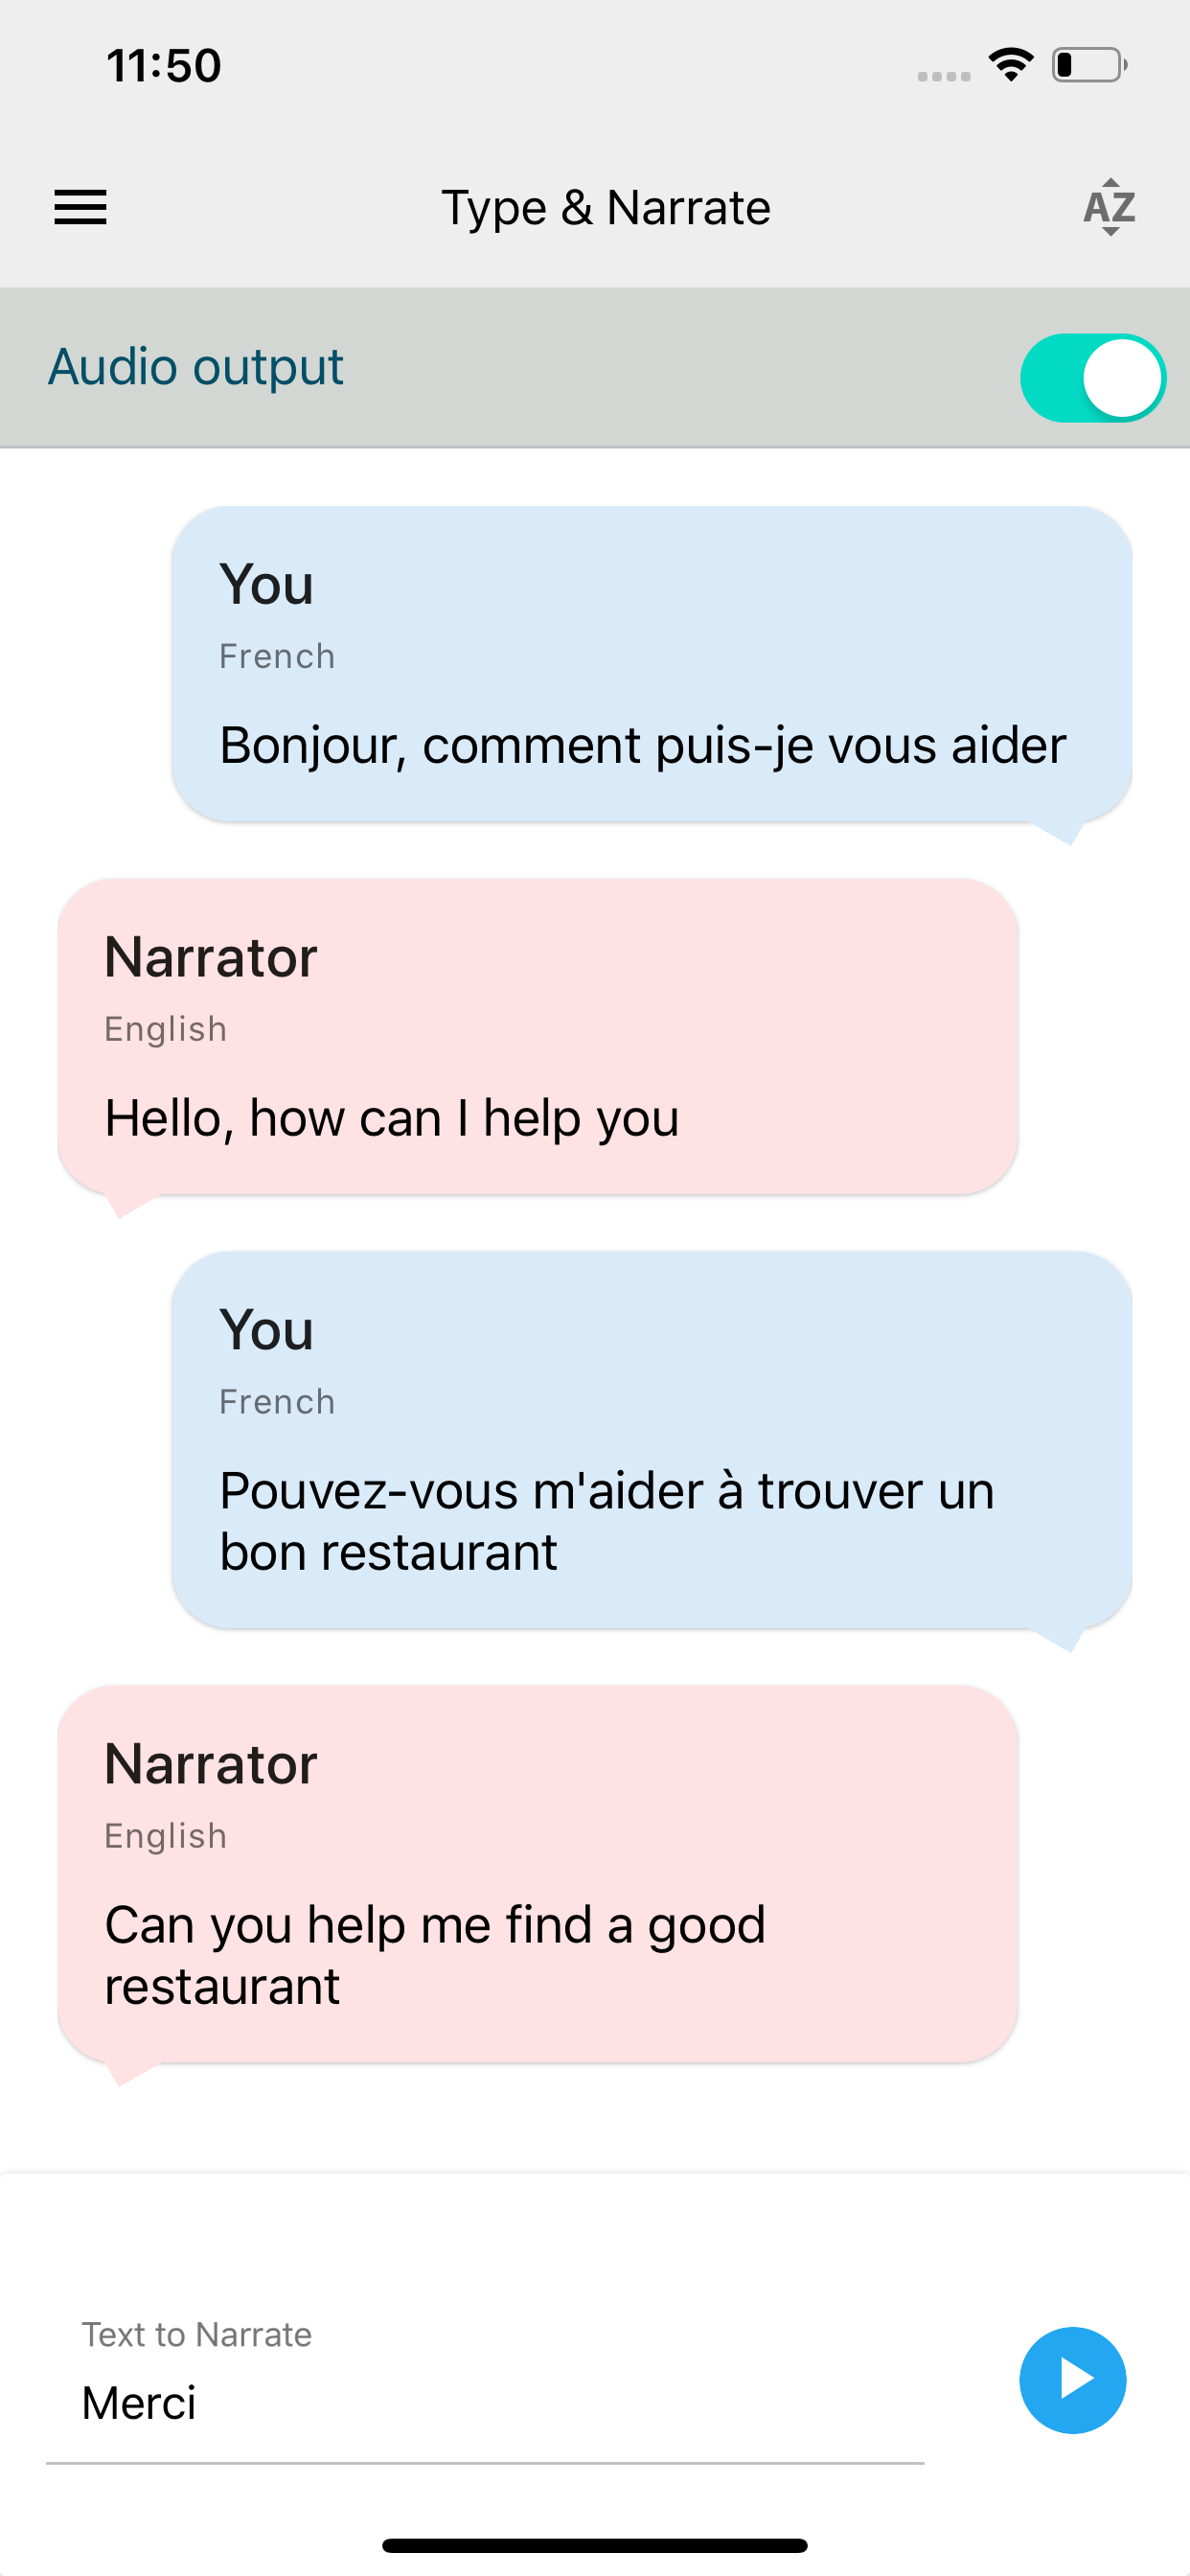 11:50
Type & Narrate
AZ
Audio output
You
French
Bonjour, comment puis-je vous aider
Narrator
English
Hello, how can I help you
You
French
Pouvez-vous m'aider à trouver un
bon restaurant
Narrator
English
Can you help me find a good
restaurant
Text to Narrate
Merci